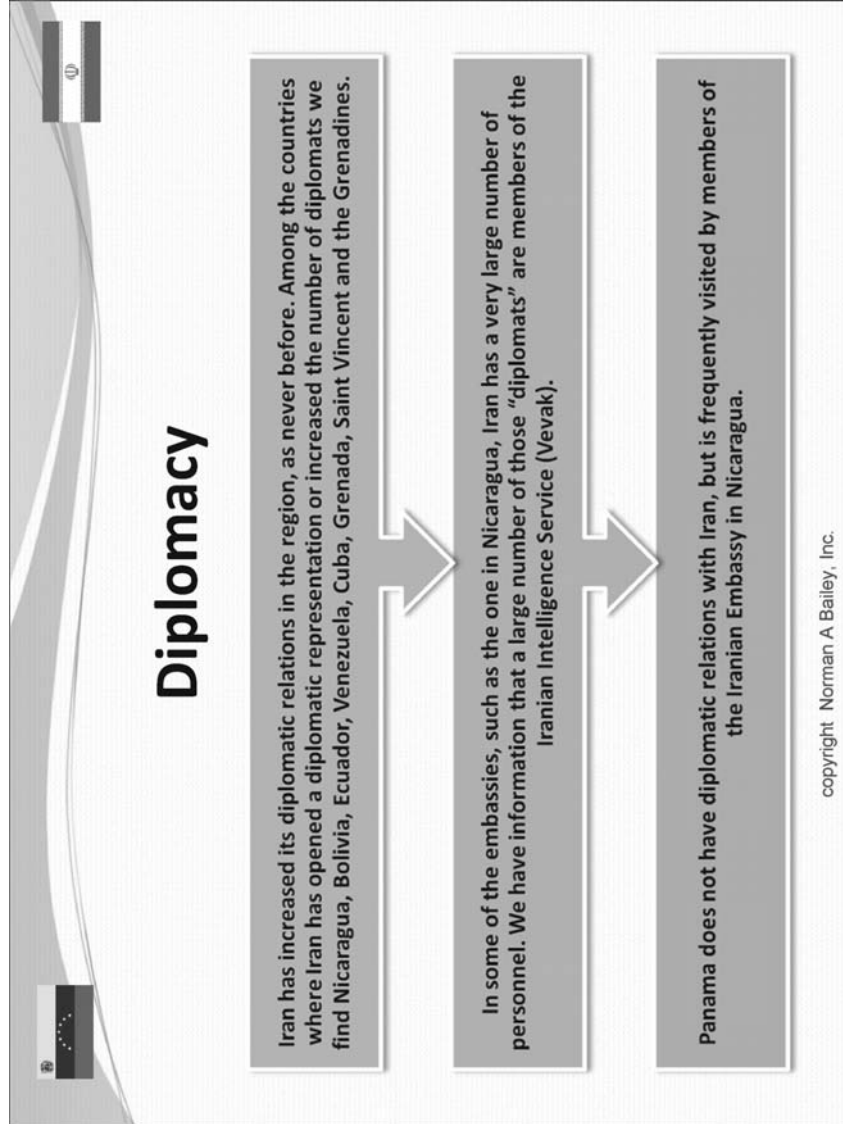 Diplomacy
Iran has increased its diplomatic relations in the region, as never before. Among the countries
where Iran has opened a diplomatic representation or increased the number of diplomats we
find Nicaragua, Bolivia, Ecuador, Venezuela, Cuba, Grenada, Saint Vincent and the Grenadines.
In some of the embassies, such as the one in Nicaragua, Iran has a very large number of
personnel. We have information that a large number of those “diplomats” are members of the
Iranian Intelligence Service (Vevak).
Panama does not have diplomatic relations with Iran, but is frequently visited by members of
the Iranian Embassy in Nicaragua.
copyright Norman A Bailey, Inc.